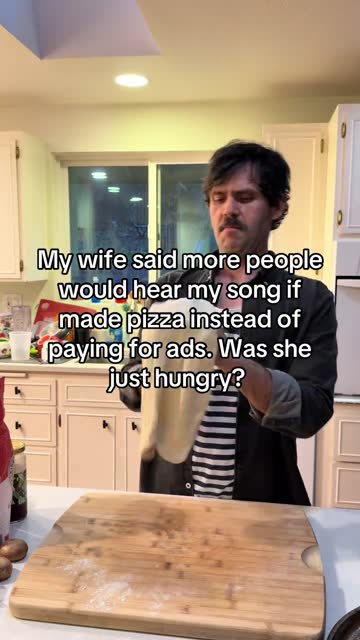 My wife said more people
would hear my song if
made pizza instead of
paying for ads. Was she
just hungry?